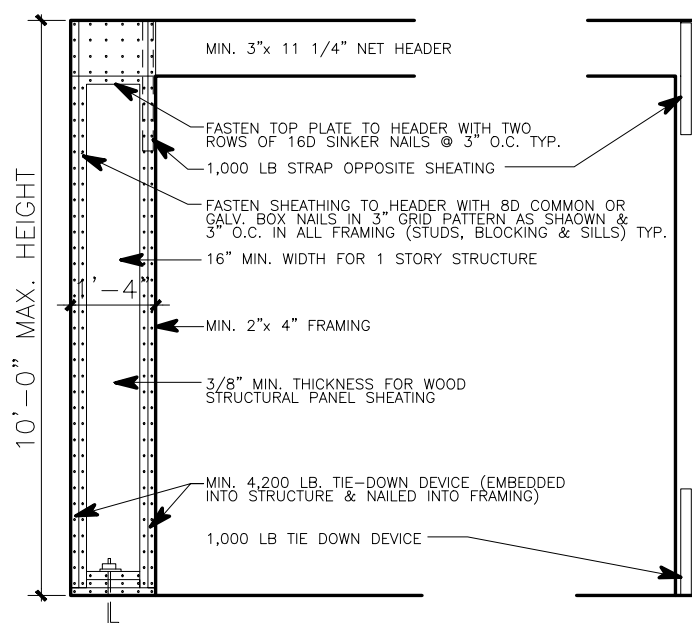 MIN. 3”x 11 1/4” NET HEADER
FASTEN TOP PLATE TO HEADER WITH TWO
ROWS OF 16D SINKER NAILS @ 3” O.C. TYP.
1,000 LB STRAP OPPOSITE SHEATING
FASTEN SHEATHING TO HEADER WITH 8D COMMON OR
GALV. BOX NAILS IN 3” GRID PATTERN AS SHAOWN &
3” O.C. IN ALL FRAMING (STUDS, BLOCKING & SILLS) TYP.
16” MIN. WIDTH FOR 1 STORY STRUCTURE
1’-4”
MIN. 2”x 4” FRAMING
10’-0” MAX. HEIGHT
3/8” MIN. THICKNESS FOR WOOD
STRUCTURAL PANEL SHEATING
MIN. 4,200 LB. TIE-DOWN DEVICE (EMBEDDED
INTO STRUCTURE & NAILED INTO FRAMING)
1,000 LB TIE DOWN DEVICE